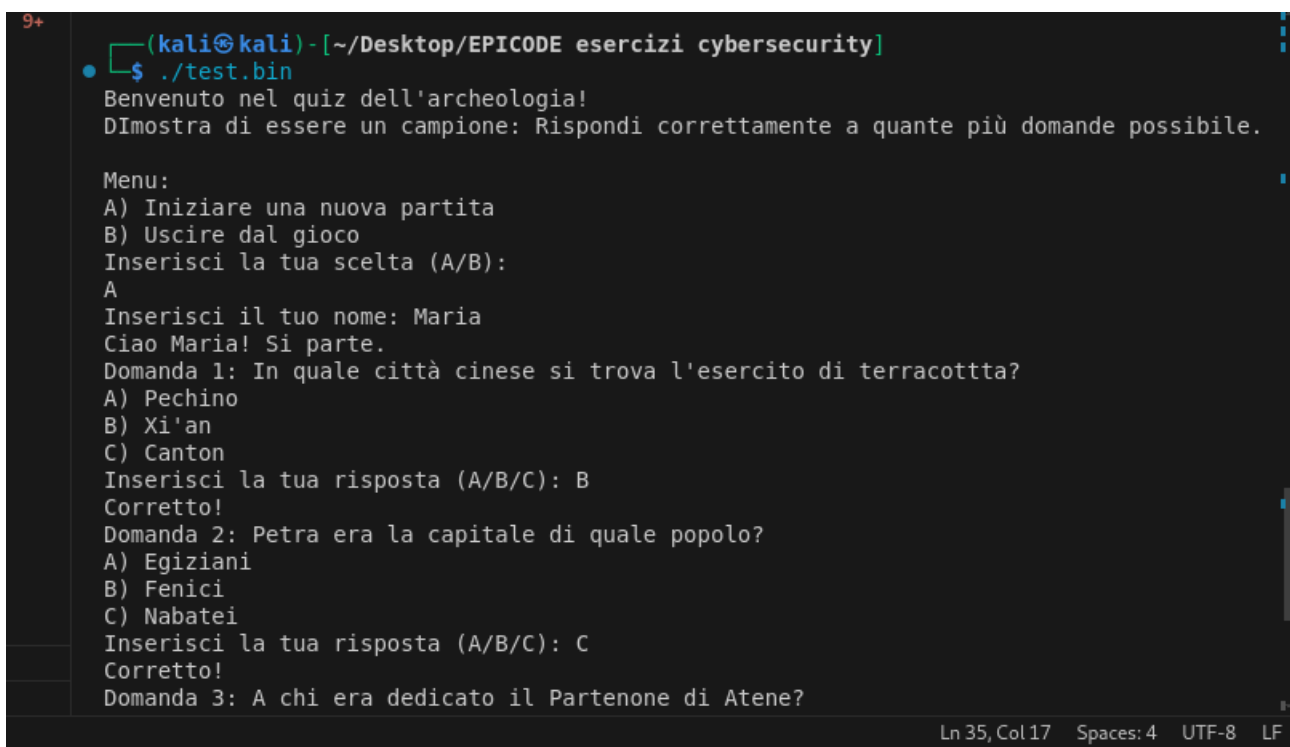 9+
┌──(kali㉿kali)-[~/Desktop/EPICODE esercizi cybersecurity]
└─$ ./test.bin
Benvenuto nel quiz dell'archeologia!
DImostra di essere un campione: Rispondi correttamente a quante più domande possibile.
Menu:
A) Iniziare una nuova partita
B) Uscire dal gioco
Inserisci la tua scelta (A/B):
A
Inserisci il tuo nome: Maria
Ciao Maria! Si parte.
Domanda 1: In quale città cinese si trova l'esercito di terracottta?
A) Pechino
B) Xi'an
C) Canton
Inserisci la tua risposta (A/B/C): B
Corretto!
Domanda 2: Petra era la capitale di quale popolo?
A) Egiziani
B) Fenici
C) Nabatei
Inserisci la tua risposta (A/B/C): C
Corretto!
Domanda 3: A chi era dedicato il Partenone di Atene?
Ln 35, Col 17 Spaces: 4 UTF-8 LF